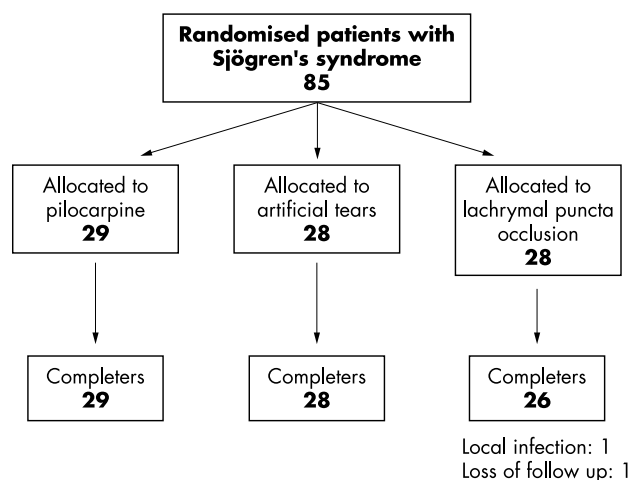 Randomised patients with
Sjögren's syndrome
85
Allocated to
pilocarpine
29
Allocated to
artificial tears
28
Allocated to
lachrymal puncta
occlusion
28
Completers
29
Completers
28
Completers
26
Local infection: 1
Loss of follow up: 1